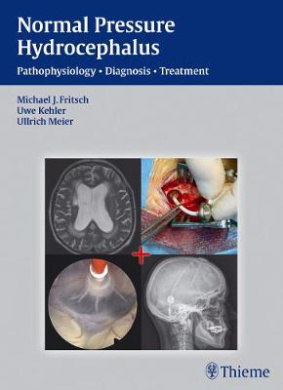 Normal Pressure
Hydrocephalus
Pathophysiology • Diagnosis • Treatment
Michael J. Fritsch
Uwe Kehler
Ullrich Meier
Thieme